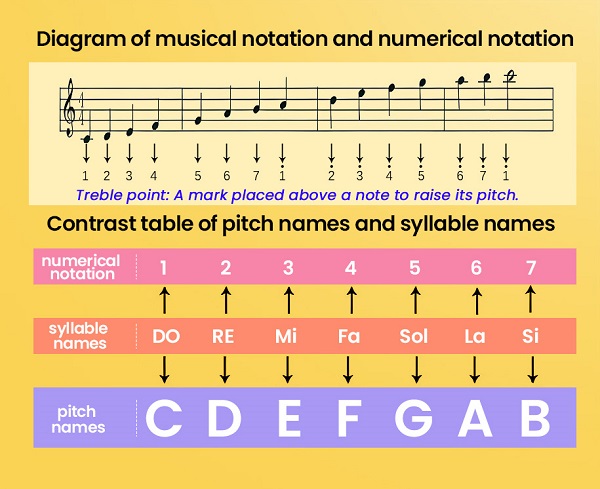 Diagram of musical notation and numerical notation
1 2 3 4 5 6 7 1 2 3 4 5 6 7 1
Treble point: A mark placed above a note to raise its pitch.
Contrast table of pitch names and syllable names
numerical
notation
1 2 3 4 5 6 7
syllable
names
DO RE Mi Fa Sol La Si
pitch
names
C D E F G A B